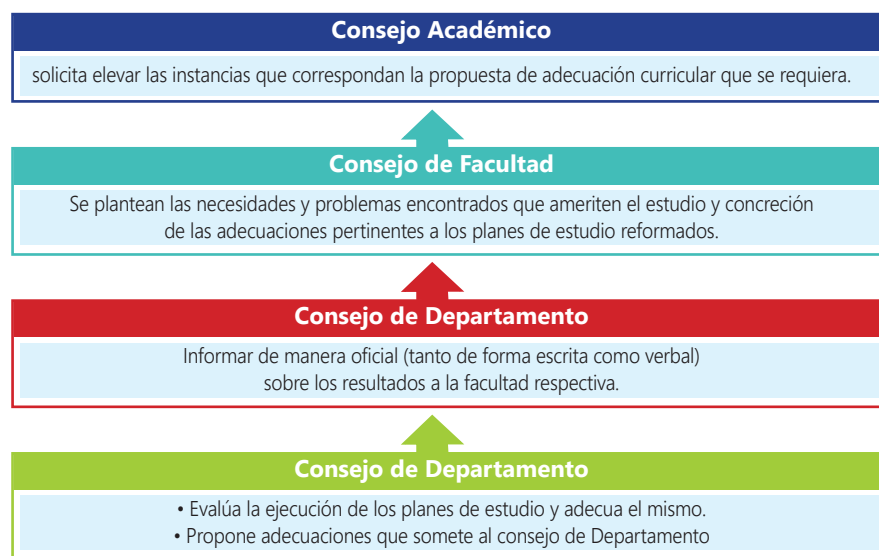 Consejo Académico
solicita elevar las instancias que correspondan la propuesta de adecuación curricular que se requiera.
Consejo de Facultad
Se plantean las necesidades y problemas encontrados que ameriten el estudio y concreción
de las adecuaciones pertinentes a los planes de estudio reformados.
Consejo de Departamento
Informar de manera oficial (tanto de forma escrita como verbal)
sobre los resultados a la facultad respectiva.
Consejo de Departamento
• Evalúa la ejecución de los planes de estudio y adecua el mismo.
• Propone adecuaciones que somete al consejo de Departamento